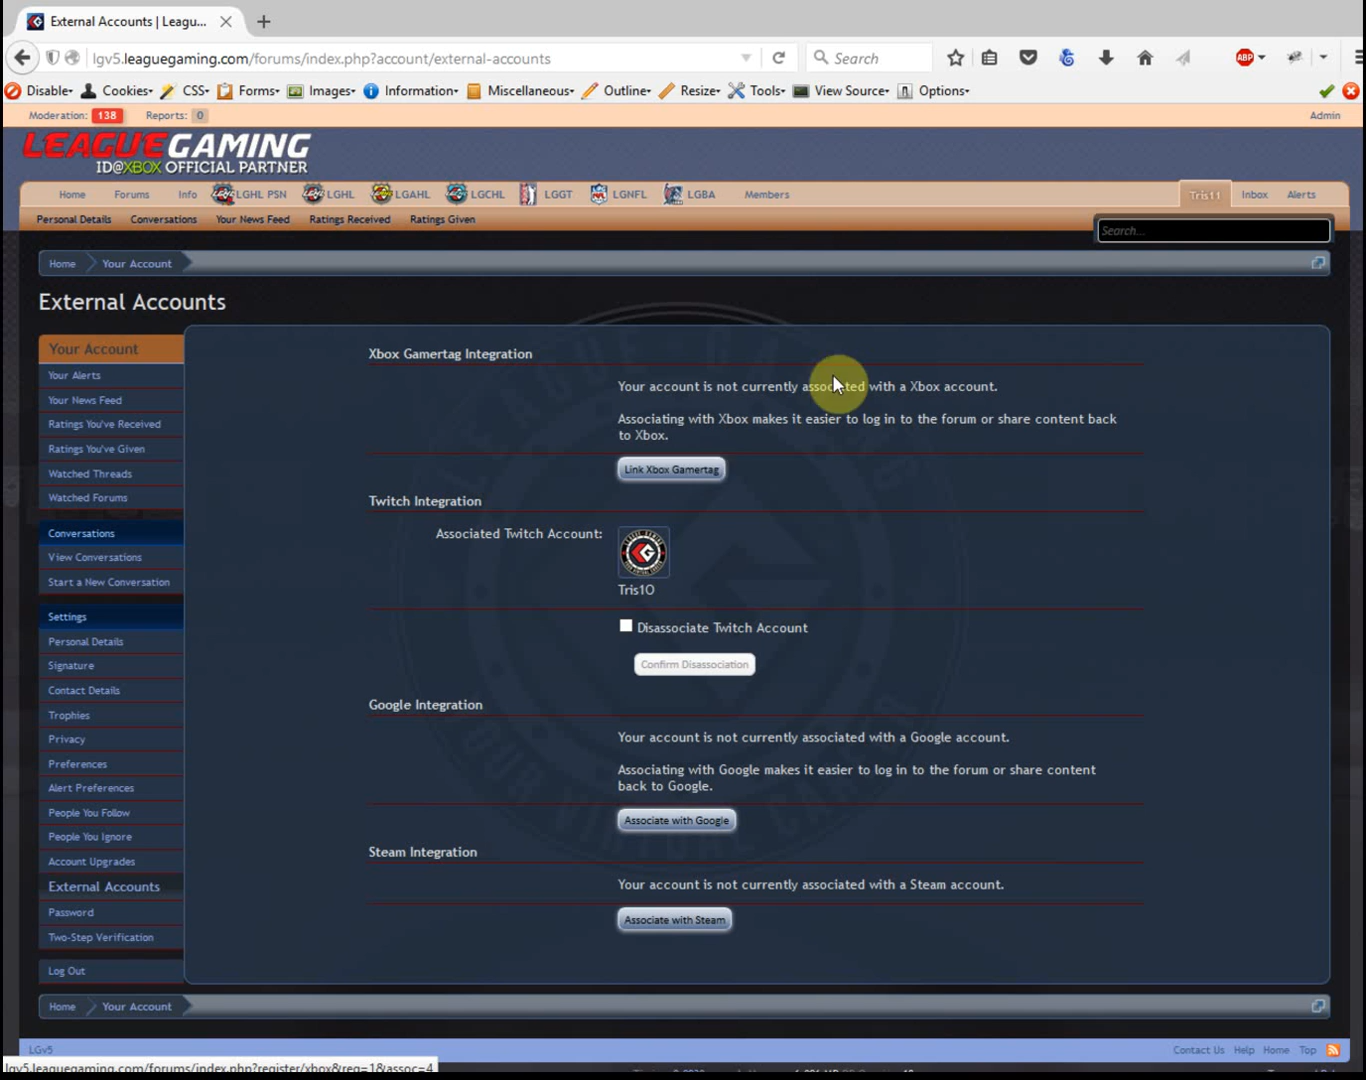 External Accounts | Leagu...
lgv5.leaguegaming.com/forums/index.php?account/external-accounts
Search
ABP
Disable Cookies CSS Forms Images Information Miscellaneous Outline Resize Tools View Source Options
Moderation: 138 Reports: 0 Admin
LEAGUEGAMING
ID@XBOX OFFICIAL PARTNER
Home Forums Info LGHL PSN LGHL LGAHL LGCHL LGGT LGNFL LGBA Members Tris11 Inbox Alerts
Personal Details Conversations Your News Feed Ratings Received Ratings Given
Search...
Home Your Account
External Accounts
Your Account
Your Alerts
Your News Feed
Ratings You've Received
Ratings You've Given
Watched Threads
Watched Forums
Conversations
View Conversations
Start a New Conversation
Settings
Personal Details
Signature
Contact Details
Trophies
Privacy
Preferences
Alert Preferences
People You Follow
People You Ignore
Account Upgrades
External Accounts
Password
Two-Step Verification
Log Out
Xbox Gamertag Integration
Your account is not currently associated with a Xbox account.
Associating with Xbox makes it easier to log in to the forum or share content back
to Xbox.
Link Xbox Gamertag
Twitch Integration
Associated Twitch Account:
Tris10
Disassociate Twitch Account
Confirm Disassociation
Google Integration
Your account is not currently associated with a Google account.
Associating with Google makes it easier to log in to the forum or share content
back to Google.
Associate with Google
Steam Integration
Your account is not currently associated with a Steam account.
Associate with Steam
Home Your Account
LGv5 Contact Us Help Home Top
lgv5.leaguegaming.com/forums/index.php?register/xbox&reg=1&assoc=4